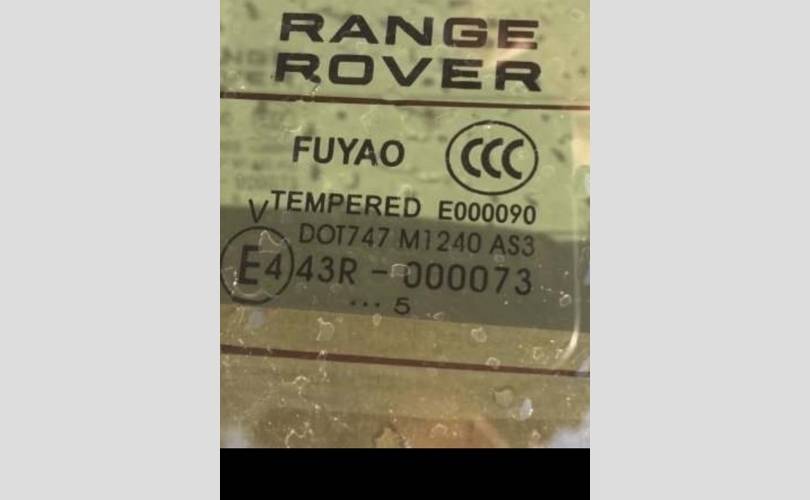 RANGE
ROVER
FUYAO CCC
TEMPERED E000090
V
DOT747 M1240 AS3
E4 43R - 000073
... 5